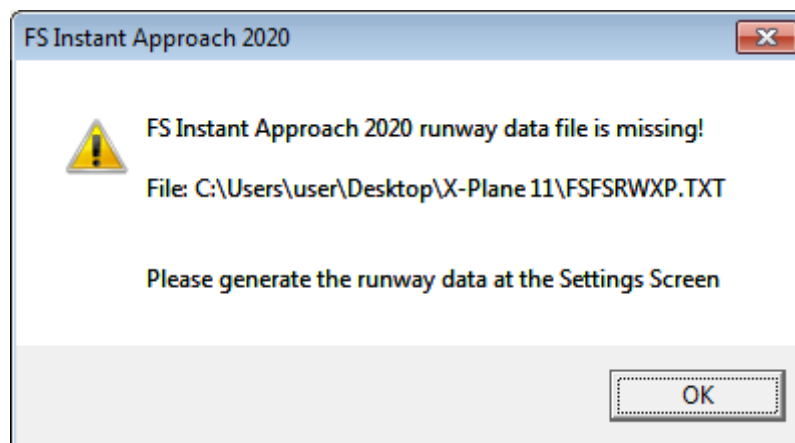 FS Instant Approach 2020
FS Instant Approach 2020 runway data file is missing!
File: C:\Users\user\Desktop\X-Plane 11\FSFSRWXP.TXT
Please generate the runway data at the Settings Screen
OK